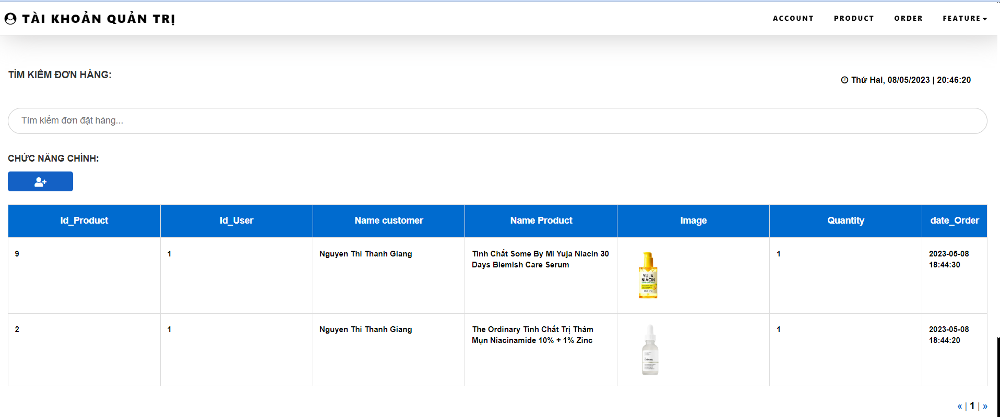 TÀI KHOẢN QUẢN TRỊ
ACCOUNT PRODUCT ORDER FEATURE
TÌM KIẾM ĐƠN HÀNG:
Thứ Hai, 08/05/2023 | 20:46:20
Tìm kiếm đơn đặt hàng...
CHỨC NĂNG CHÍNH:
Id_Product Id_User Name customer Name Product Image Quantity date_Order
9 1 Nguyen Thi Thanh Giang Tinh Chất Some By Mi Yuja Niacin 30 1 2023-05-08
Days Blemish Care Serum 18:44:30
YUJA
NIACIN
2 1 Nguyen Thi Thanh Giang The Ordinary Tinh Chất Trị Thâm 1 2023-05-08
Mụn Niacinamide 10% + 1% Zinc 18:44:20
Ordinary
« | 1 | »